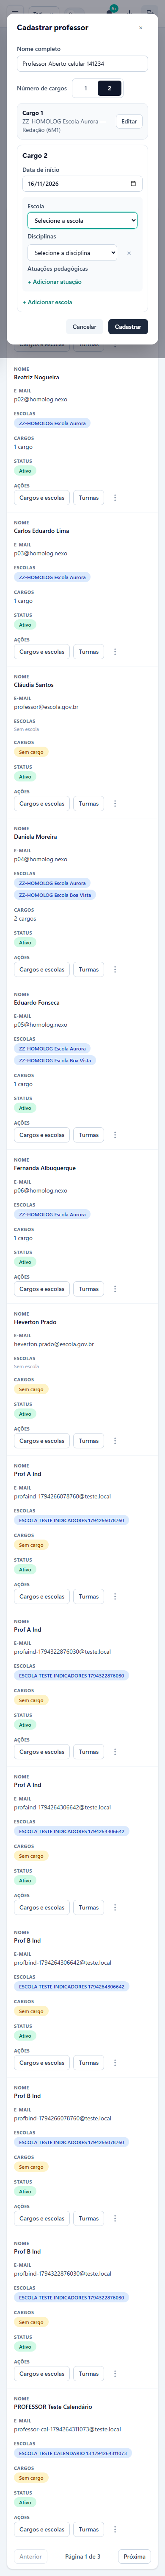 Cadastrar professor
×
Nome completo
Professor Aberto celular 141234
Número de cargos
1
2
Cargo 1
ZZ-HOMOLOG Escola Aurora —
Redação (6M1)
Editar
Cargo 2
Data de início
16/11/2026
Escola
Selecione a escola
Disciplinas
Selecione a disciplina
×
Atuações pedagógicas
+ Adicionar atuação
+ Adicionar escola
Cancelar
Cadastrar
NOME
Beatriz Nogueira
E-MAIL
p02@homolog.nexo
ESCOLAS
ZZ-HOMOLOG Escola Aurora
CARGOS
1 cargo
STATUS
Ativo
AÇÕES
Cargos e escolas
Turmas
NOME
Carlos Eduardo Lima
E-MAIL
p03@homolog.nexo
ESCOLAS
ZZ-HOMOLOG Escola Aurora
CARGOS
1 cargo
STATUS
Ativo
AÇÕES
Cargos e escolas
Turmas
NOME
Cláudia Santos
E-MAIL
professor@escola.gov.br
ESCOLAS
Sem escola
CARGOS
Sem cargo
STATUS
Ativo
AÇÕES
Cargos e escolas
Turmas
NOME
Daniela Moreira
E-MAIL
p04@homolog.nexo
ESCOLAS
ZZ-HOMOLOG Escola Aurora
ZZ-HOMOLOG Escola Boa Vista
CARGOS
2 cargos
STATUS
Ativo
AÇÕES
Cargos e escolas
Turmas
NOME
Eduardo Fonseca
E-MAIL
p05@homolog.nexo
ESCOLAS
ZZ-HOMOLOG Escola Aurora
ZZ-HOMOLOG Escola Boa Vista
CARGOS
1 cargo
STATUS
Ativo
AÇÕES
Cargos e escolas
Turmas
NOME
Fernanda Albuquerque
E-MAIL
p06@homolog.nexo
ESCOLAS
ZZ-HOMOLOG Escola Aurora
CARGOS
1 cargo
STATUS
Ativo
AÇÕES
Cargos e escolas
Turmas
NOME
Heverton Prado
E-MAIL
heverton.prado@escola.gov.br
ESCOLAS
Sem escola
CARGOS
Sem cargo
STATUS
Ativo
AÇÕES
Cargos e escolas
Turmas
NOME
Prof A Ind
E-MAIL
profaind-1794266078760@teste.local
ESCOLAS
ESCOLA TESTE INDICADORES 1794266078760
CARGOS
Sem cargo
STATUS
Ativo
AÇÕES
Cargos e escolas
Turmas
NOME
Prof A Ind
E-MAIL
profaind-1794322876030@teste.local
ESCOLAS
ESCOLA TESTE INDICADORES 1794322876030
CARGOS
Sem cargo
STATUS
Ativo
AÇÕES
Cargos e escolas
Turmas
NOME
Prof A Ind
E-MAIL
profaind-1794264306642@teste.local
ESCOLAS
ESCOLA TESTE INDICADORES 1794264306642
CARGOS
Sem cargo
STATUS
Ativo
AÇÕES
Cargos e escolas
Turmas
NOME
Prof B Ind
E-MAIL
profbind-1794264306642@teste.local
ESCOLAS
ESCOLA TESTE INDICADORES 1794264306642
CARGOS
Sem cargo
STATUS
Ativo
AÇÕES
Cargos e escolas
Turmas
NOME
Prof B Ind
E-MAIL
profbind-1794266078760@teste.local
ESCOLAS
ESCOLA TESTE INDICADORES 1794266078760
CARGOS
Sem cargo
STATUS
Ativo
AÇÕES
Cargos e escolas
Turmas
NOME
Prof B Ind
E-MAIL
profbind-1794322876030@teste.local
ESCOLAS
ESCOLA TESTE INDICADORES 1794322876030
CARGOS
Sem cargo
STATUS
Ativo
AÇÕES
Cargos e escolas
Turmas
NOME
PROFESSOR Teste Calendário
E-MAIL
professor-cal-1794264311073@teste.local
ESCOLAS
ESCOLA TESTE CALENDARIO 13 1794264311073
CARGOS
Sem cargo
STATUS
Ativo
AÇÕES
Cargos e escolas
Turmas
Anterior
Página 1 de 3
Próxima